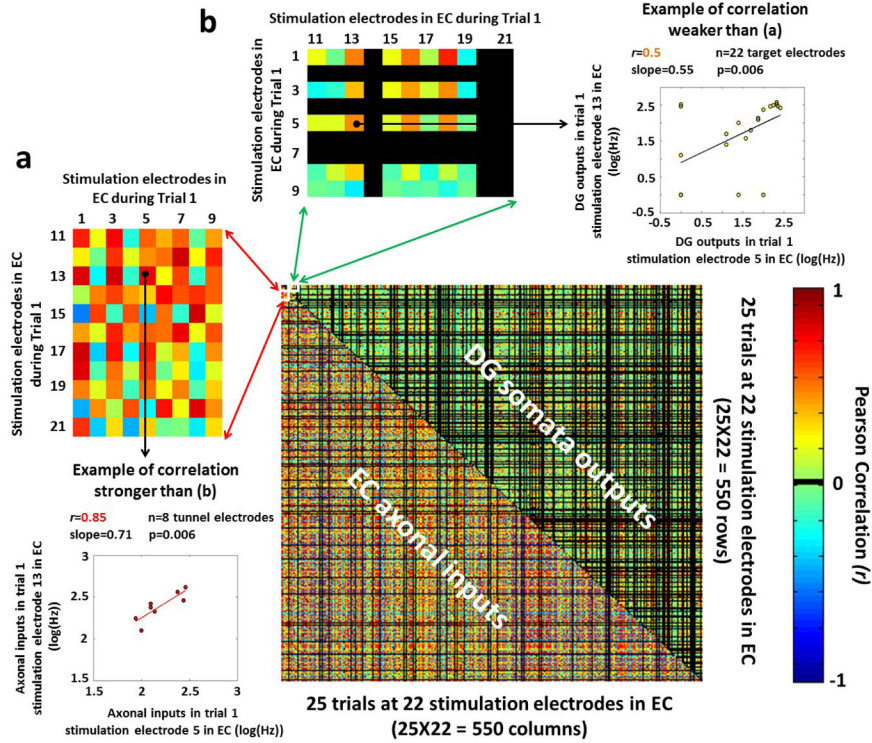 b
Stimulation electrodes in EC during Trial 1
11 13 15 17 19 21
Stimulation electrodes in
EC during Trial 1
1
3
5
7
9
Example of correlation
weaker than (a)
r=0.5 n=22 target electrodes
slope=0.55 p=0.006
DG outputs in trial 1
stimulation electrode 13 in EC
(log(Hz))
2.5
1.5
0.5
-0.5
-0.5 0.4 1.4 2.4
DG outputs in trial 1
stimulation electrode 5 in EC (log(Hz))
a
Stimulation electrodes in
EC during Trial 1
1 3 5 7 9
Stimulation electrodes in EC
during Trial 1
11
13
15
17
19
21
Example of correlation
stronger than (b)
r=0.85 n=8 tunnel electrodes
slope=0.71 p=0.006
Axonal inputs in trial 1
stimulation electrode 13 in EC
(log(Hz))
3
2.5
2
1.5
1.5 2 2.5 3
Axonal inputs in trial 1
stimulation electrode 5 in EC (log(Hz))
DG somata outputs
EC axonal inputs
25 trials at 22 stimulation electrodes in EC
(25X22 = 550 columns)
25 trials at 22 stimulation electrodes in EC
(25X22 = 550 rows)
1
0
-1
Pearson Correlation (r)